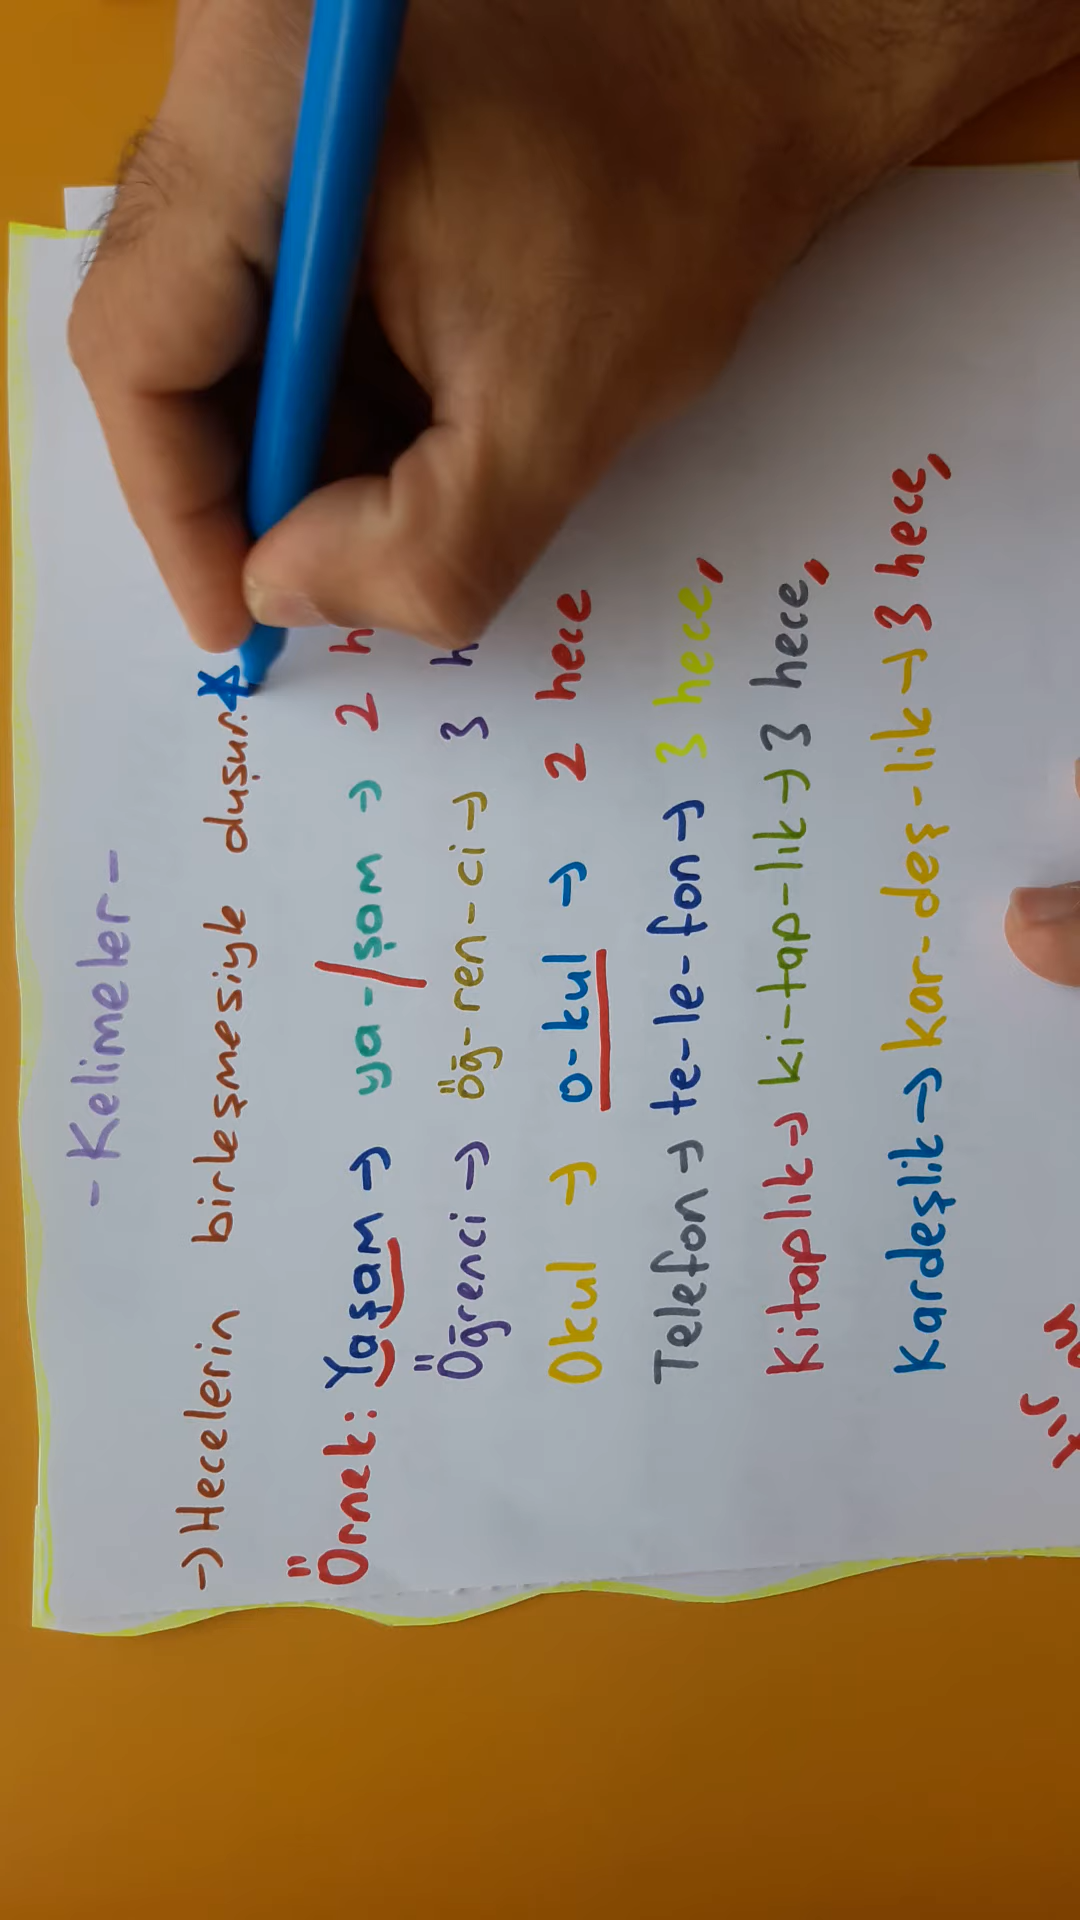 - Kelimeler -
→ Hecelerin birleşmesiyle duşur.
Örnek: Yaşam → ya-şam → 2 h
Öğrenci → öğ-ren-ci → 3 h
Okul → o-kul → 2 hece
Telefon → te-le-fon → 3 hece,
Kitaplık → ki-tap-lık → 3 hece,
Kardeşlik → kar-deş-lik → 3 hece,